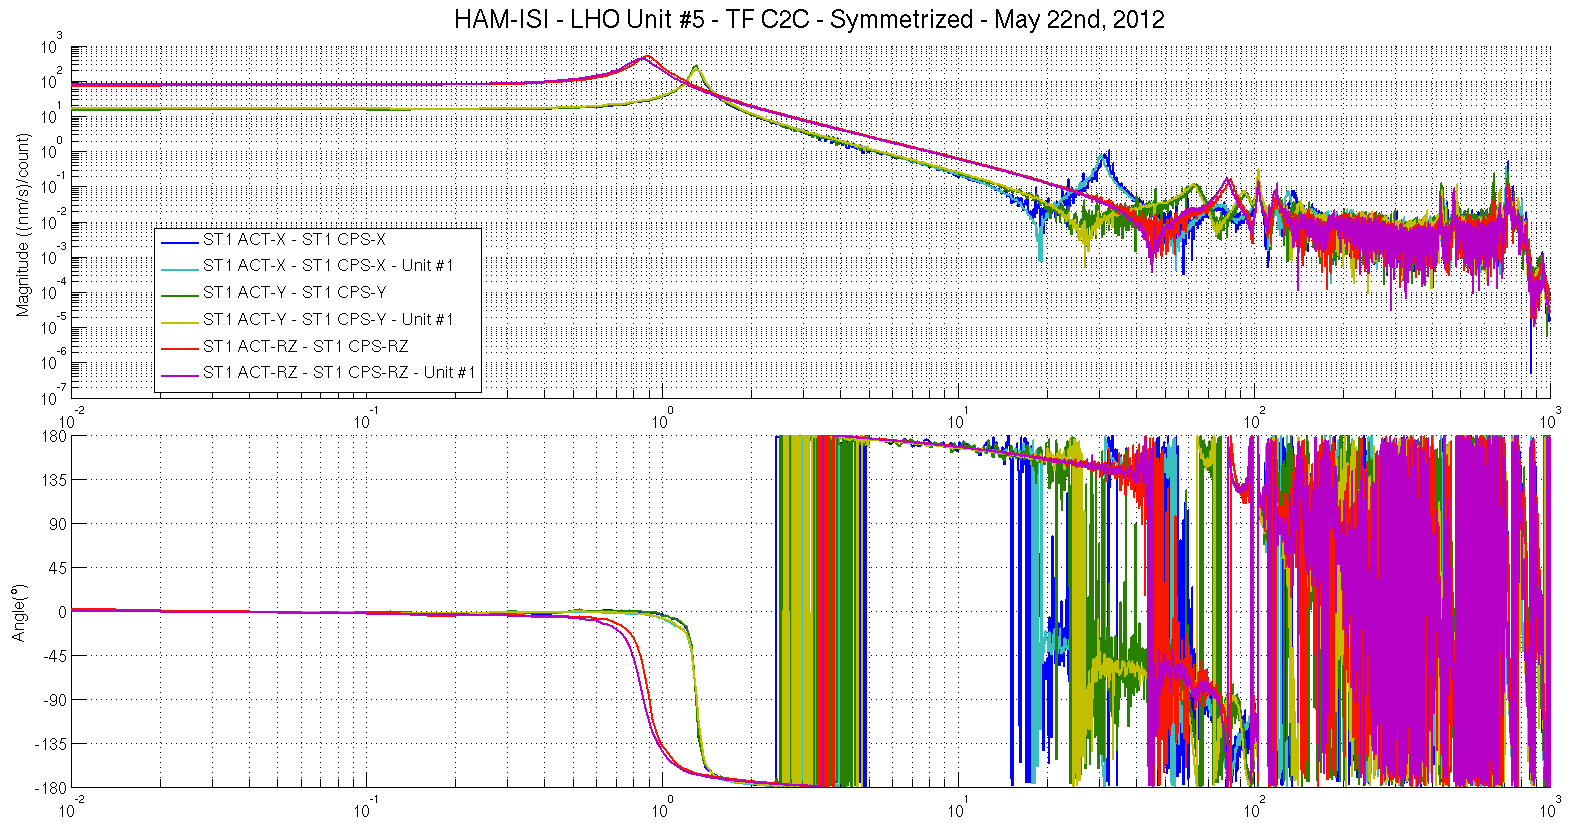 HAM-ISI - LHO Unit #5 - TF C2C - Symmetrized - May 22nd, 2012
Magnitude ((nm/s)/count)
10^3
10^2
10^1
10^0
10^-1
10^-2
10^-3
10^-4
10^-5
10^-6
10^-7
ST1 ACT-X - ST1 CPS-X
ST1 ACT-X - ST1 CPS-X - Unit #1
ST1 ACT-Y - ST1 CPS-Y
ST1 ACT-Y - ST1 CPS-Y - Unit #1
ST1 ACT-RZ - ST1 CPS-RZ
ST1 ACT-RZ - ST1 CPS-RZ - Unit #1
10^-2 10^-1 10^0 10^1 10^2 10^3
Angle(°)
180
135
90
45
0
-45
-90
-135
-180
10^-2 10^-1 10^0 10^1 10^2 10^3